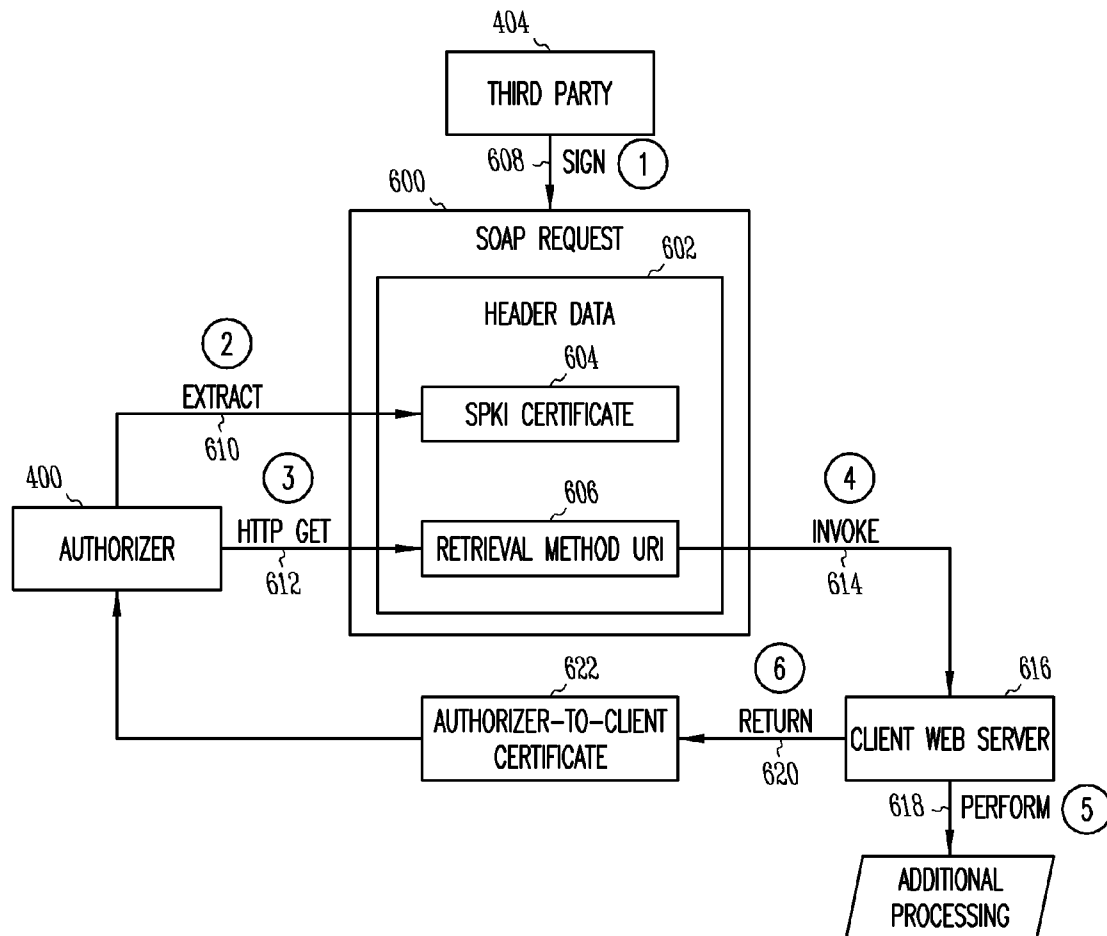 404
THIRD PARTY
608 SIGN 1
600
SOAP REQUEST
602
HEADER DATA
2
604
EXTRACT
SPKI CERTIFICATE
610
400
3
606
4
AUTHORIZER
HTTP GET
RETRIEVAL METHOD URI
INVOKE
612
614
622
6
616
AUTHORIZER-TO-CLIENT
CERTIFICATE
RETURN
CLIENT WEB SERVER
620
618 PERFORM 5
ADDITIONAL
PROCESSING